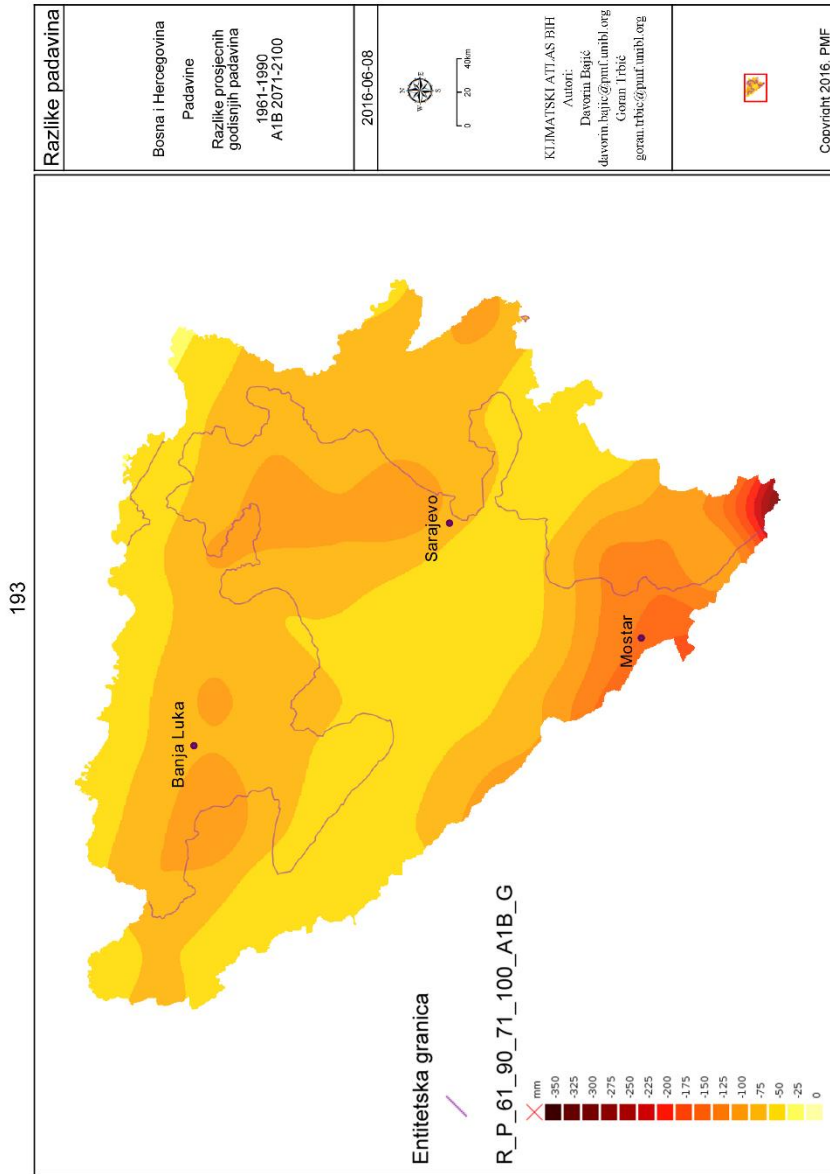 193
Razlike padavina
Bosna i Hercegovina
Padavine
Razlike prosjecnih
godisnjih padavina
1961-1990
A1B 2071-2100
2016-06-08
N
W
E
S
0
20
40km
KLIMATSKI ATLAS BIH
Autori:
Davorin Bajić
davorin.bajic@pmf.unibl.org
Goran Trbić
goran.trbic@pmf.unibl.org
Copyright 2016. PMF
Banja Luka
Sarajevo
Mostar
Entitetska granica
R_P_61_90_71_100_A1B_G
mm
-350
-325
-300
-275
-250
-225
-200
-175
-150
-125
-100
-75
-50
-25
0